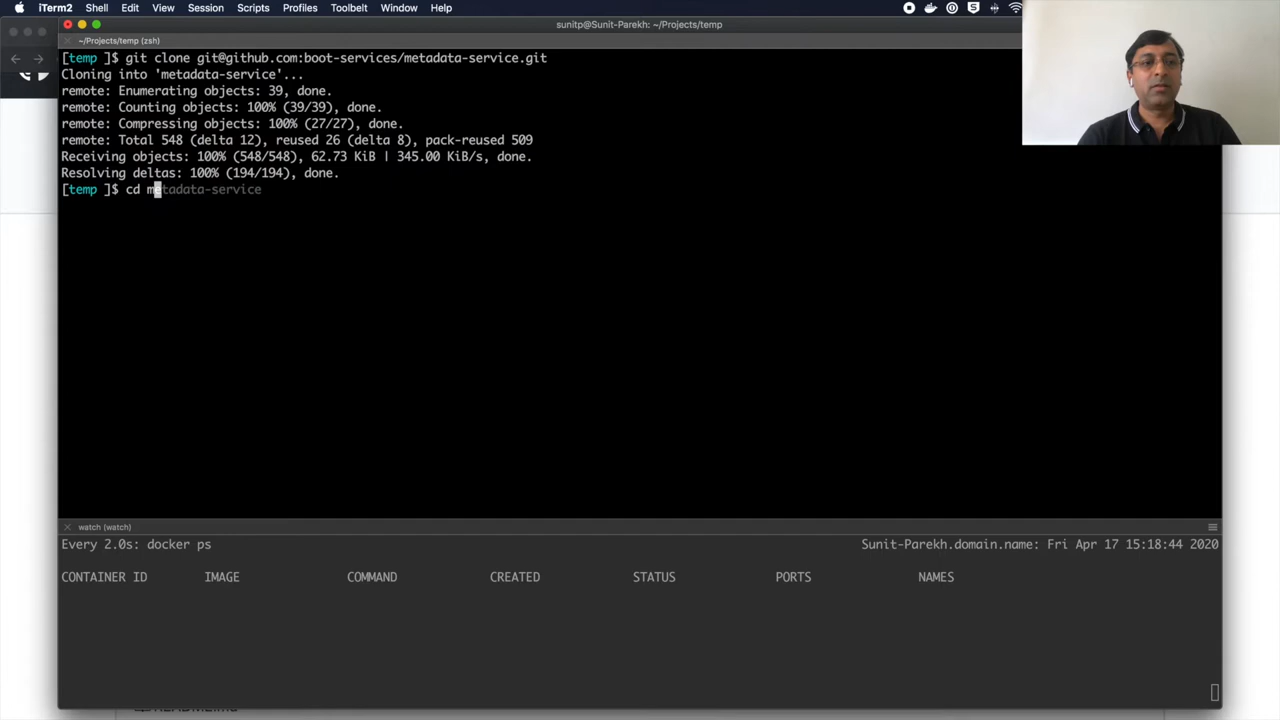 iTerm2 Shell Edit View Session Scripts Profiles Toolbelt Window Help
sunitp@Sunit-Parekh: ~/Projects/temp
~/Projects/temp (zsh)
[temp ]$ git clone git@github.com:boot-services/metadata-service.git
Cloning into 'metadata-service'...
remote: Enumerating objects: 39, done.
remote: Counting objects: 100% (39/39), done.
remote: Compressing objects: 100% (27/27), done.
remote: Total 548 (delta 12), reused 26 (delta 8), pack-reused 509
Receiving objects: 100% (548/548), 62.73 KiB | 345.00 KiB/s, done.
Resolving deltas: 100% (194/194), done.
[temp ]$ cd metadata-service
watch (watch)
Every 2.0s: docker ps Sunit-Parekh.domain.name: Fri Apr 17 15:18:44 2020
CONTAINER ID IMAGE COMMAND CREATED STATUS PORTS NAMES